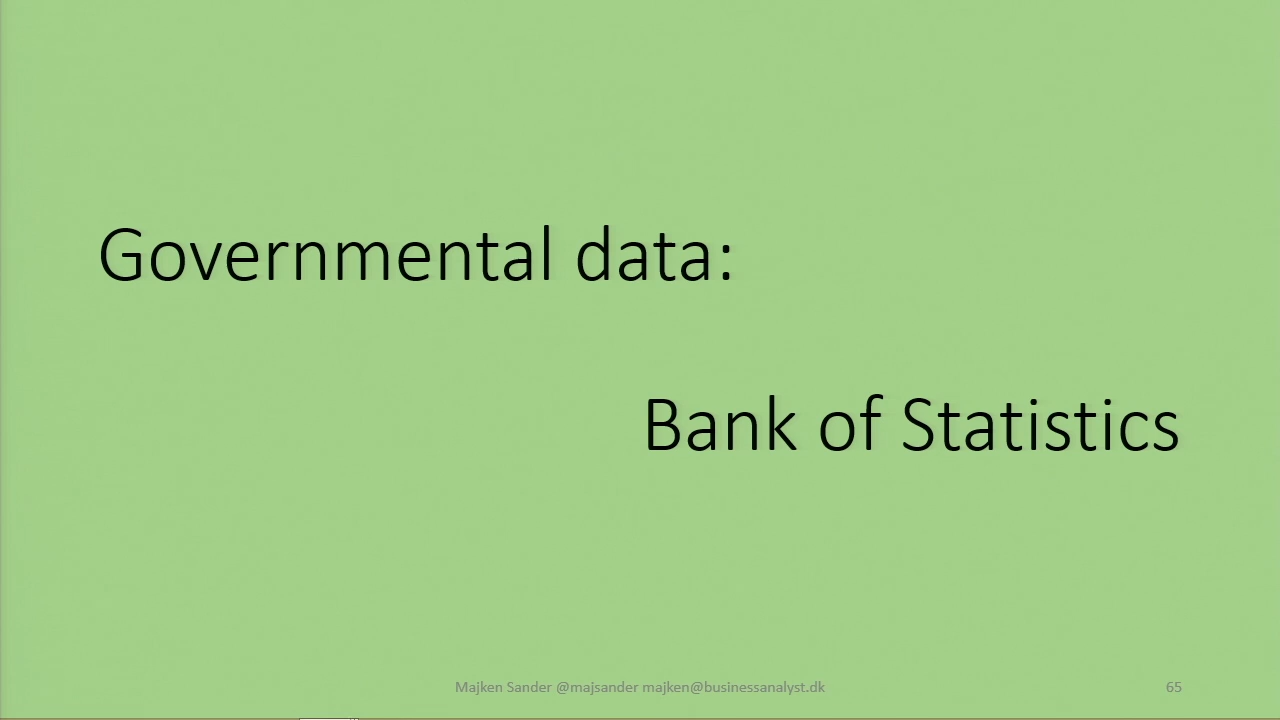 Governmental data:
Bank of Statistics
Majken Sander @majsander majken@businessanalyst.dk
65